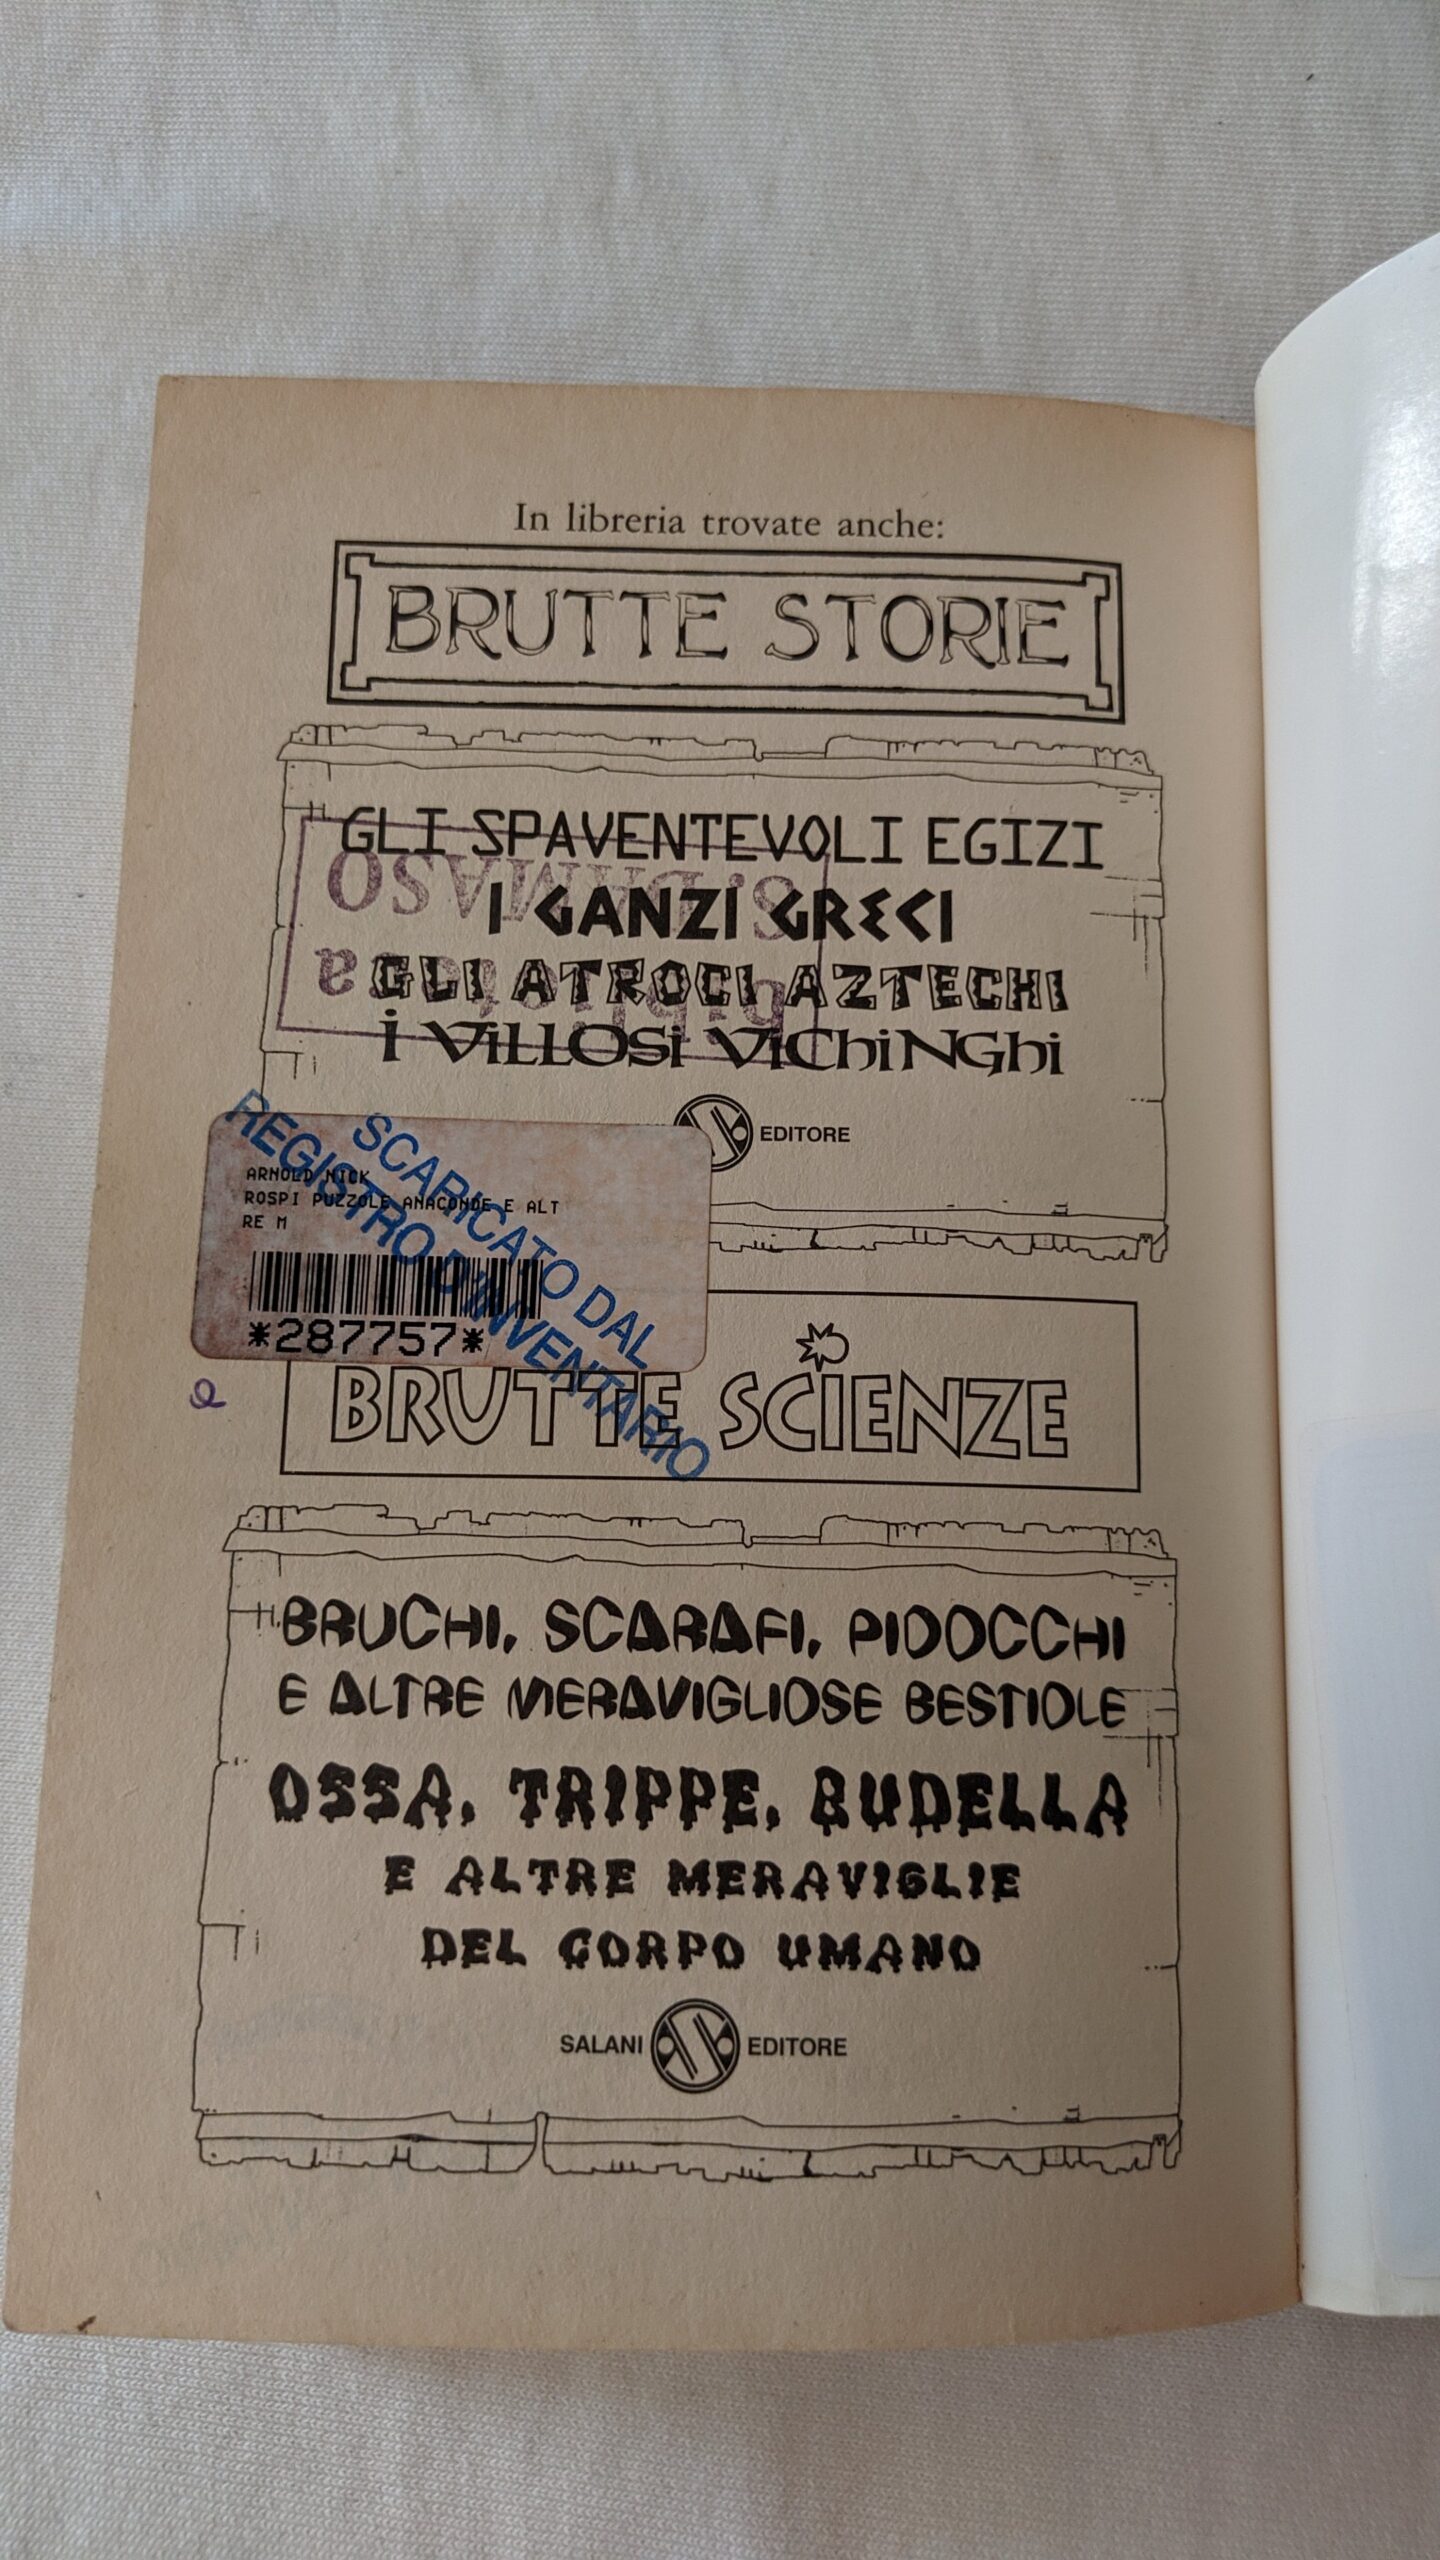 In libreria trovate anche:
BRUTTE STORIE
GLI SPAVENTEVOLI EGIZI
I GANZI GRECI
GLI ATROCI AZTECHI
i ViLLOSi ViChiNGhi
S. DAMASO
biblioteca
EDITORE
SCARICATO DAL
REGISTRO D'INVENTARIO
ARNOLD NICK
ROSPI PUZZOLE ANACONDE E ALT
RE M
*287757*
BRUTTE SCIENZE
BRUCHI, SCARAFI, PIDOCCHI
E ALTRE MERAVIGLIOSE BESTIOLE
OSSA, TRIPPE, BUDELLA
E ALTRE MERAVIGLIE
DEL CORPO UMANO
SALANI EDITORE